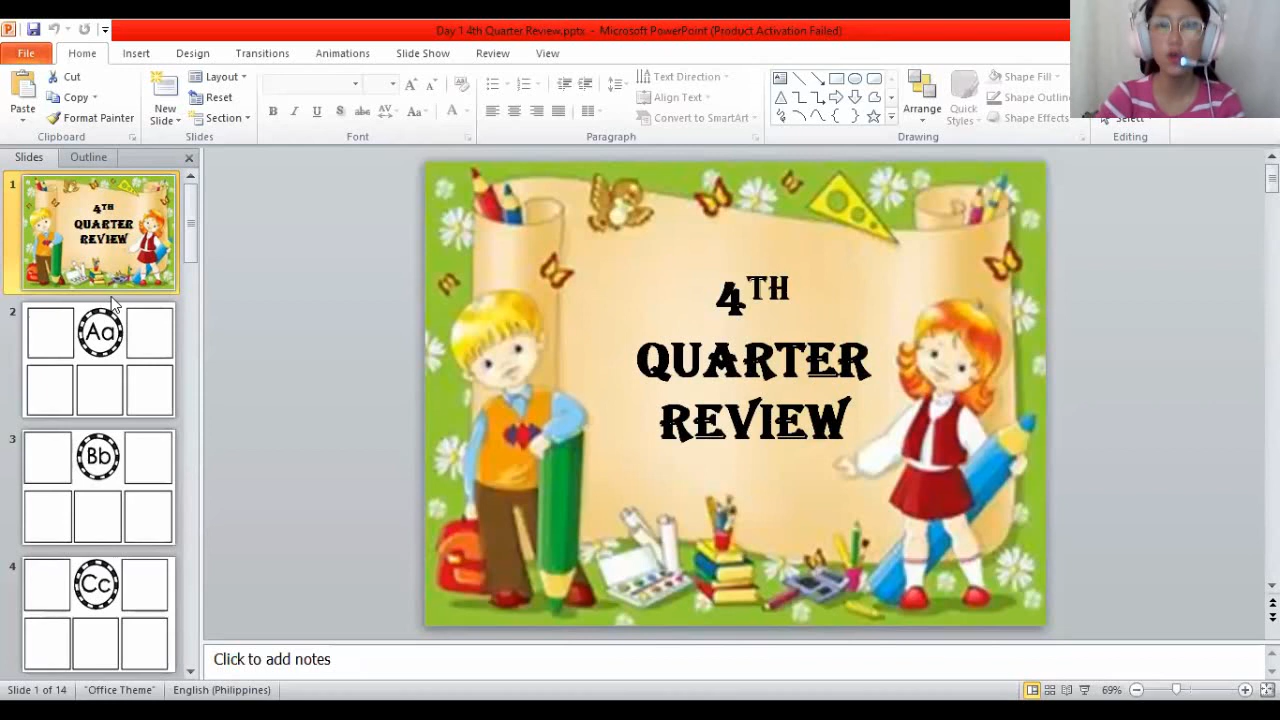 Day 1 4th Quarter Review.pptx - Microsoft PowerPoint (Product Activation Failed)
File Home Insert Design Transitions Animations Slide Show Review View
Cut Layout Text Direction Shape Fill
Copy Reset Align Text Shape Outline
Paste Format Painter New Slide Section Convert to SmartArt Arrange Quick Styles Shape Effects Select
B I U S abc AV Aa A
Clipboard Slides Font Paragraph Drawing Editing
Slides Outline
1
4TH
QUARTER
REVIEW
2
Aa
3
Bb
4
Cc
4TH
QUARTER
REVIEW
Click to add notes
Slide 1 of 14 "Office Theme" English (Philippines) 69%